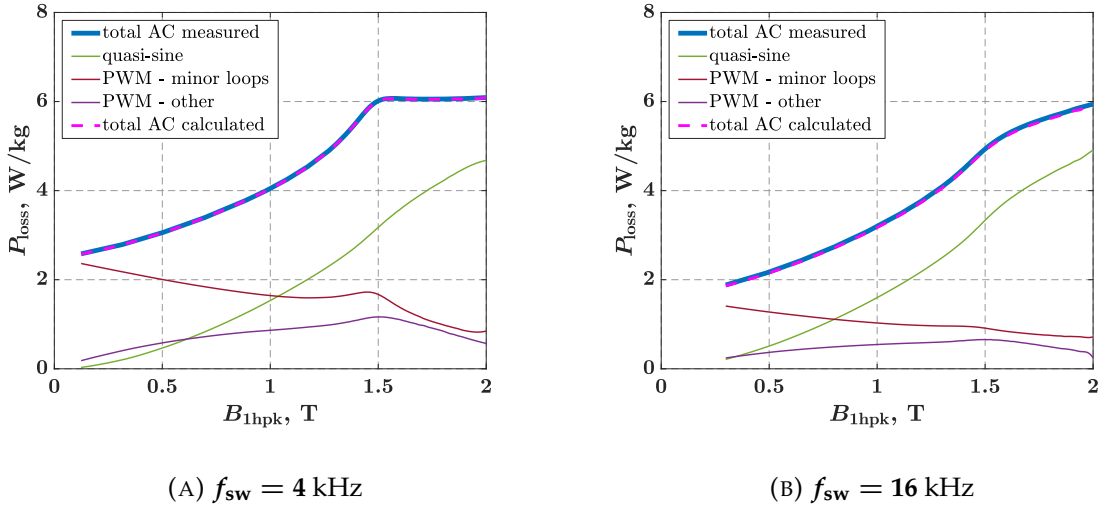 total AC measured
quasi-sine
PWM - minor loops
PWM - other
total AC calculated
P_loss, W/kg
8
6
4
2
0
0 0.5 1 1.5 2
B_1hpk, T
(A) f_sw = 4 kHz
total AC measured
quasi-sine
PWM - minor loops
PWM - other
total AC calculated
P_loss, W/kg
8
6
4
2
0
0 0.5 1 1.5 2
B_1hpk, T
(B) f_sw = 16 kHz